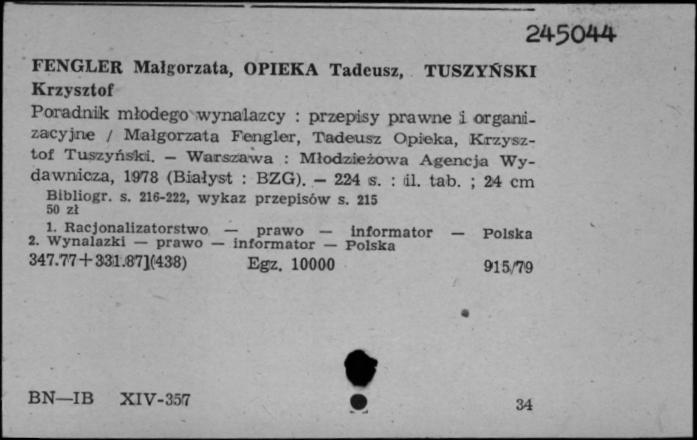 245044
FENGLER Małgorzata, OPIEKA Tadeusz, TUSZYŃSKI
Krzysztof
Poradnik młodego wynalazcy : przepisy prawne i organi-
zacyjne / Małgorzata Fengler, Tadeusz Opieka, Krzysz-
tof Tuszyński. — Warszawa : Młodzieżowa Agencja Wy-
dawnicza, 1978 (Białyst : BZG). — 224 s. : il. tab. ; 24 cm
Bibliogr. s. 216-222, wykaz przepisów s. 215
50 zł
1. Racjonalizatorstwo — prawo — informator — Polska
2. Wynalazki — prawo — informator — Polska
347.77+331.87](438) Egz. 10000 915/79
BN—IB XIV-357 34